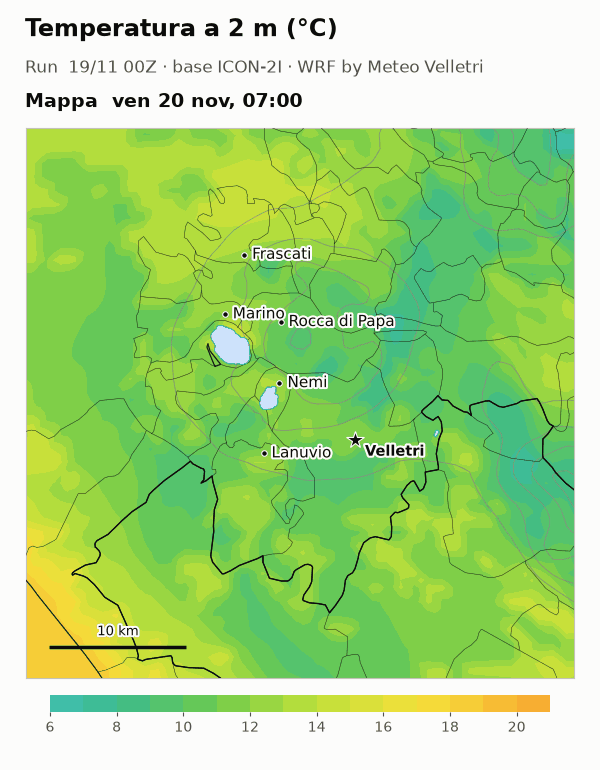 Temperatura a 2 m (°C)
Run  19/11 00Z · base ICON-2I · WRF by Meteo Velletri
Mappa  ven 20 nov, 07:00
Frascati
Marino
Rocca di Papa
Nemi
Velletri
Lanuvio
10 km
6 8 10 12 14 16 18 20